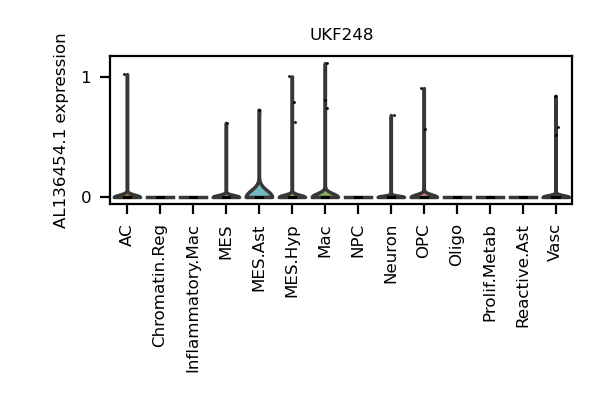 UKF248
AL136454.1 expression
1
0
AC
Chromatin.Reg
Inflammatory.Mac
MES
MES.Ast
MES.Hyp
Mac
NPC
Neuron
OPC
Oligo
Prolif.Metab
Reactive.Ast
Vasc